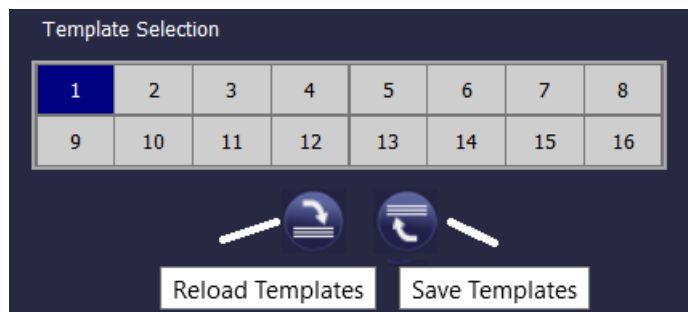 Template Selection
1 2 3 4 5 6 7 8
9 10 11 12 13 14 15 16
Reload Templates Save Templates